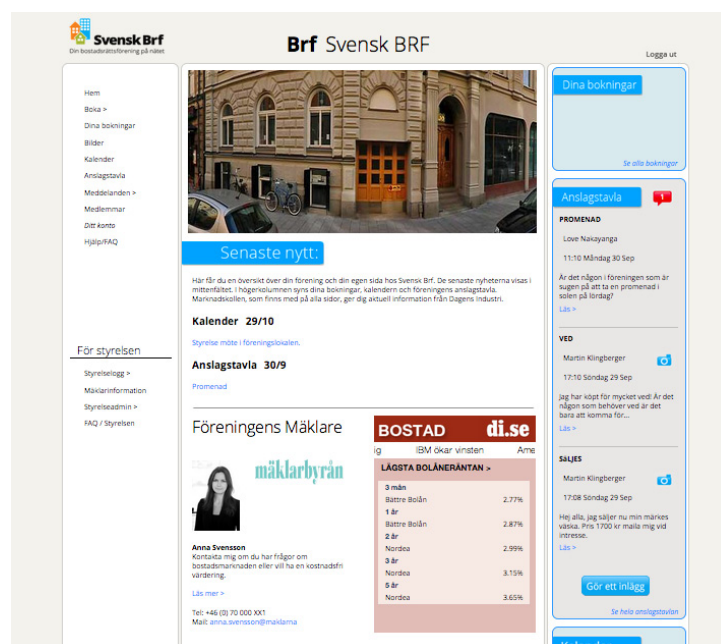 Svensk Brf
Din bostadsrättsförening på nätet
Brf Svensk BRF
Logga ut
Hem
Boka >
Dina bokningar
Bilder
Kalender
Anslagstavla
Meddelanden >
Medlemmar
Ditt konto
Hjälp/FAQ
För styrelsen
Styrelselogg >
Mäklarinformation
Styrelseadmin >
FAQ / Styrelsen
Senaste nytt:
Här får du en översikt över din förening och din egen sida hos Svensk Brf. De senaste nyheterna visas i
mittenfältet. I högerkolumnen syns dina bokningar, kalendern och föreningens anslagstavla.
Marknadskollen, som finns med på alla sidor, ger dig aktuell information från Dagens Industri.
Kalender 29/10
Styrelse möte i föreningslokalen.
Anslagstavla 30/9
Promenad
Föreningens Mäklare
mäklarbyrån
Anna Svensson
Kontakta mig om du har frågor om
bostadsmarknaden eller vill ha en kostnadsfri
värdering.
Läs mer >
Tel: +46 (0) 70 000 XX1
Mail: anna.svensson@maklarna
BOSTAD di.se
ig IBM ökar vinsten Ame
LÄGSTA BOLÅNERÄNTAN >
3 mån
Bättre Bolån 2.77%
1 år
Bättre Bolån 2.87%
2 år
Nordea 2.99%
3 år
Nordea 3.15%
5 år
Nordea 3.65%
Dina bokningar
Se alla bokningar
Anslagstavla 1
PROMENAD
Love Nakayanga
11:10 Måndag 30 Sep
Är det någon i föreningen som är
sugen på att ta en promenad i
solen på lördag?
Läs >
VED
Martin Klingberger
17:10 Söndag 29 Sep
Jag har köpt för mycket ved! Är det
någon som behöver ved är det
bara att komma för...
Läs >
SäLJES
Martin Klingberger
17:08 Söndag 29 Sep
Hej alla, jag säljer nu min märkes
väska. Pris 1700 kr maila mig vid
intresse.
Läs >
Gör ett inlägg
Se hela anslagstavlan